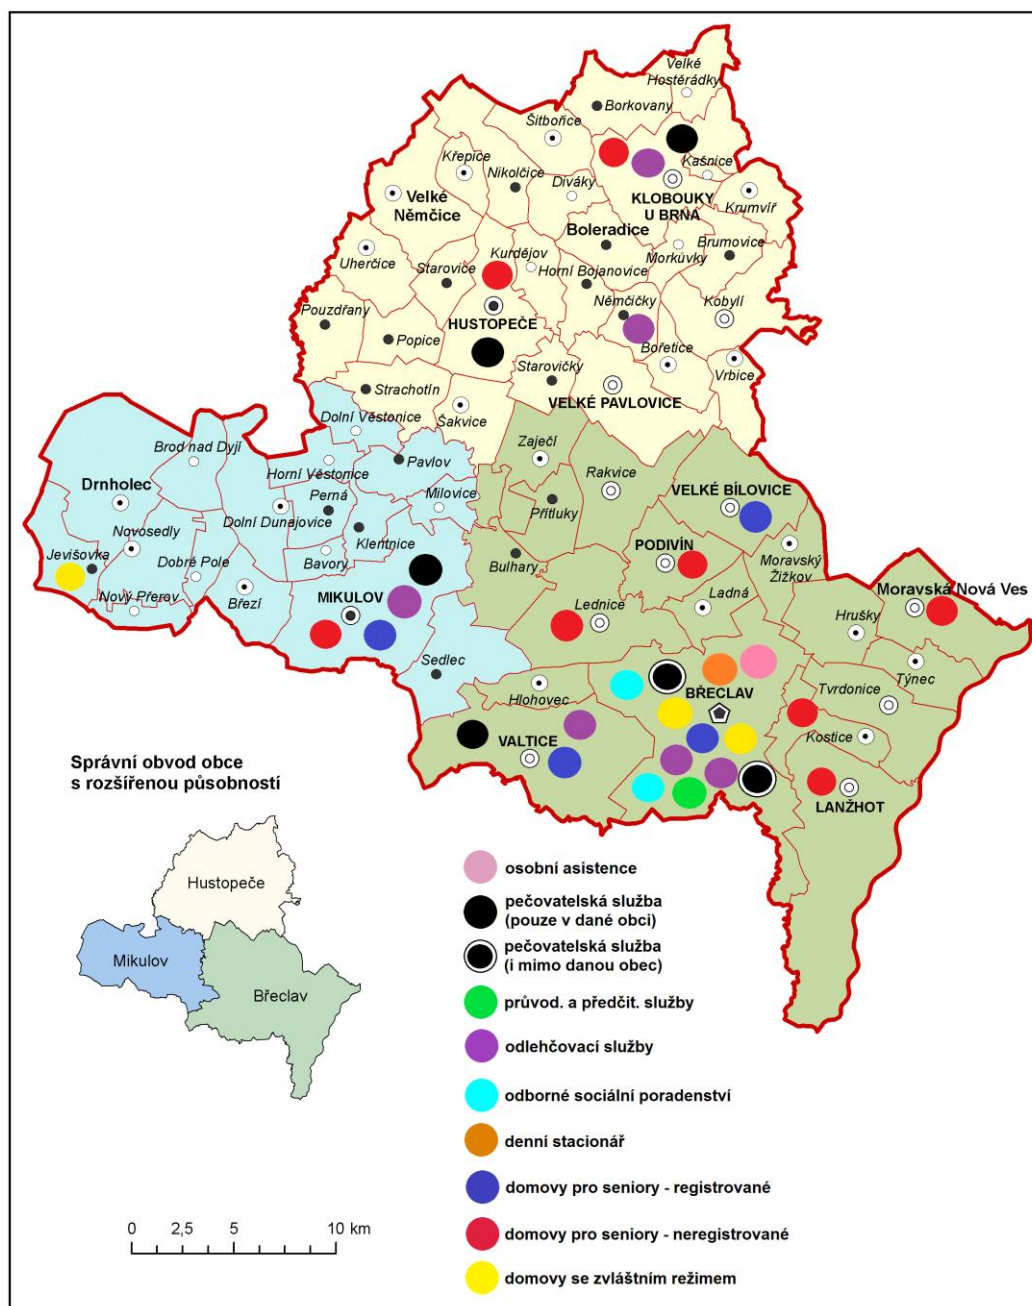 Velké
Hostěrádky
Borkovany
Šitbořice
Kašnice
Křepice
Nikolčice
Diváky
KLOBOUKY
U BRNA
Krumvíř
Velké
Němčice
Boleradice
Morkůvky
Brumovice
Uherčice
Starovice
Kurdějov
Horní Bojanovice
Němčičky
Kobylí
Pouzdřany
HUSTOPEČE
Popice
Bořetice
Vrbice
Starovičky
Strachotín
VELKÉ PAVLOVICE
Dolní Věstonice
Šakvice
Brod nad Dyjí
Zaječí
Horní Věstonice
Pavlov
Rakvice
Drnholec
Perná
Milovice
VELKÉ BÍLOVICE
Dolní Dunajovice
Přítluky
Novosedly
Klentnice
PODIVÍN
Jevišovka
Dobré Pole
Bavory
Bulhary
Moravský
Žižkov
Nový Přerov
Březí
MIKULOV
Lednice
Ladná
Moravská Nová Ves
Hrušky
Sedlec
Týnec
Hlohovec
BŘECLAV
Tvrdonice
VALTICE
Kostice
LANŽHOT
Správní obvod obce
s rozšířenou působností
Hustopeče
Mikulov
Břeclav
osobní asistence
pečovatelská služba
(pouze v dané obci)
pečovatelská služba
(i mimo danou obec)
průvod. a předčit. služby
odlehčovací služby
odborné sociální poradenství
denní stacionář
domovy pro seniory - registrované
domovy pro seniory - neregistrované
domovy se zvláštním režimem
0 2,5 5 10 km